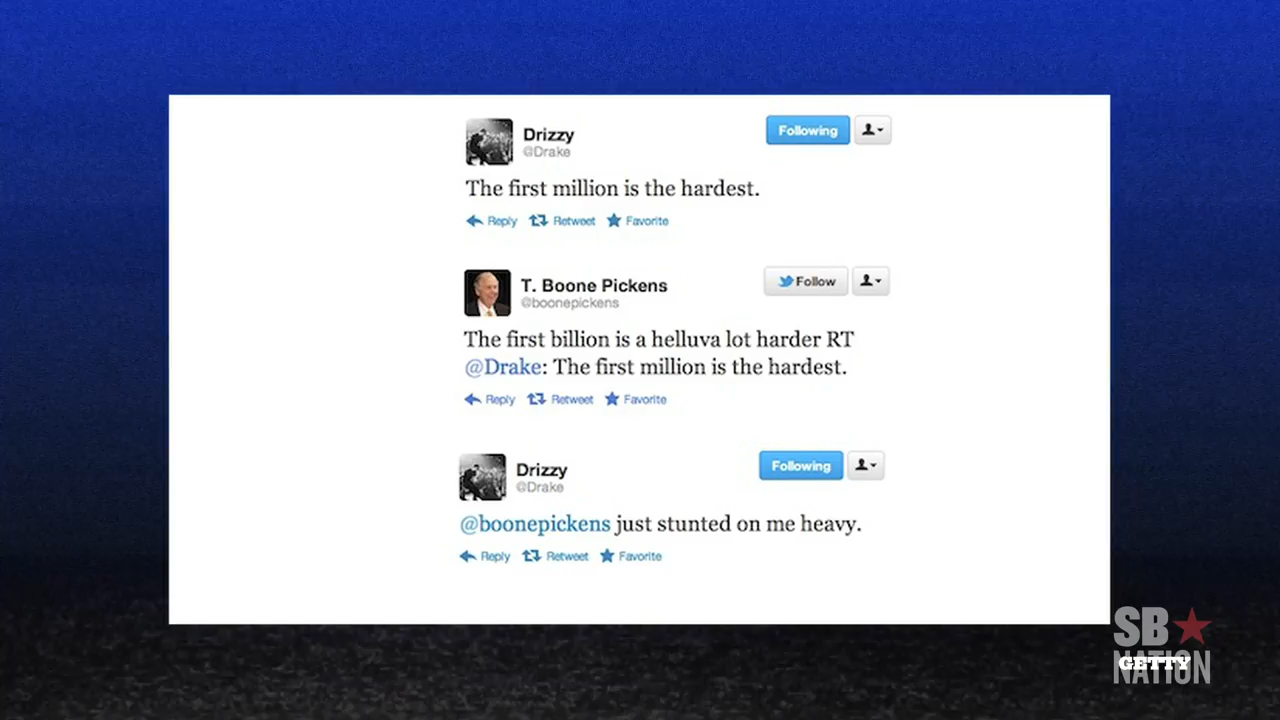 Drizzy
@Drake
Following
The first million is the hardest.
Reply Retweet Favorite
T. Boone Pickens
@boonepickens
Follow
The first billion is a helluva lot harder RT
@Drake: The first million is the hardest.
Reply Retweet Favorite
Drizzy
@Drake
Following
@boonepickens just stunted on me heavy.
Reply Retweet Favorite
SB
NATION
GETTY